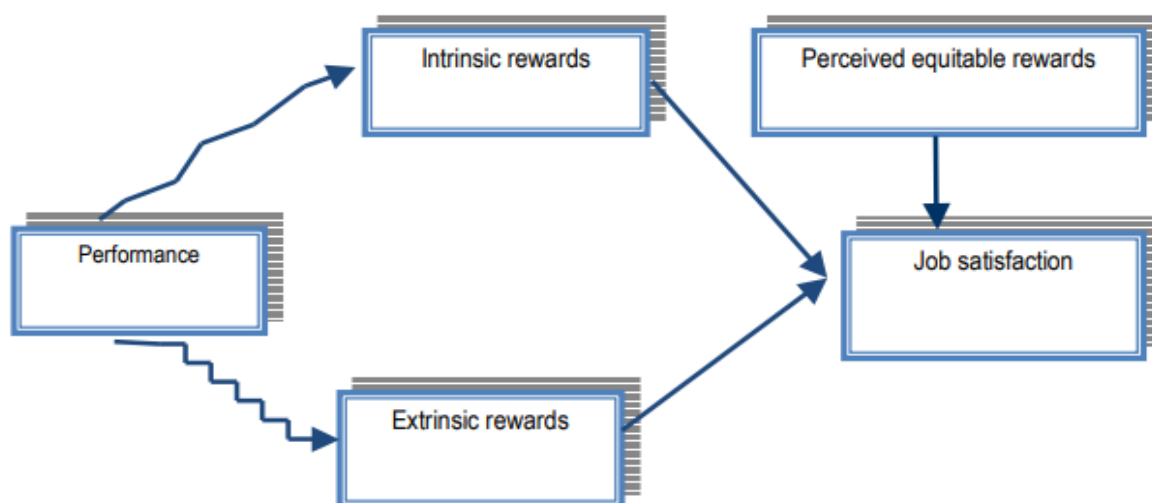 Intrinsic rewards
Perceived equitable rewards
Performance
Job satisfaction
Extrinsic rewards